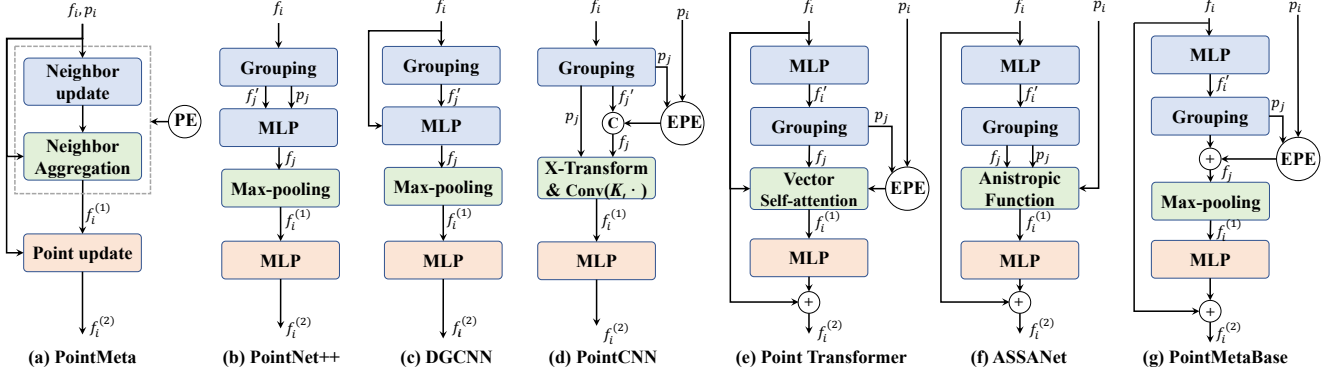 f_i, p_i
Neighbor
update
PE
Neighbor
Aggregation
f_i^(1)
Point update
f_i^(2)
(a) PointMeta
f_i
Grouping
f_j' p_j
MLP
f_j
Max-pooling
f_i^(1)
MLP
f_i^(2)
(b) PointNet++
f_i
Grouping
f_j'
MLP
f_j
Max-pooling
f_i^(1)
MLP
f_i^(2)
(c) DGCNN
f_i p_i
Grouping p_j
f_j'
p_j C EPE
f_j
X-Transform
& Conv(K, · )
f_i^(1)
MLP
f_i^(2)
(d) PointCNN
f_i p_i
MLP
f_i'
Grouping p_j
f_j
Vector
Self-attention EPE
f_i^(1)
MLP
+
f_i^(2)
(e) Point Transformer
f_i p_i
MLP
f_i'
Grouping
f_j p_j
Anistropic
Function
f_i^(1)
MLP
+
f_i^(2)
(f) ASSANet
f_i p_i
MLP
f_i'
Grouping p_j
+ EPE
f_j
Max-pooling
f_i^(1)
MLP
+
f_i^(2)
(g) PointMetaBase